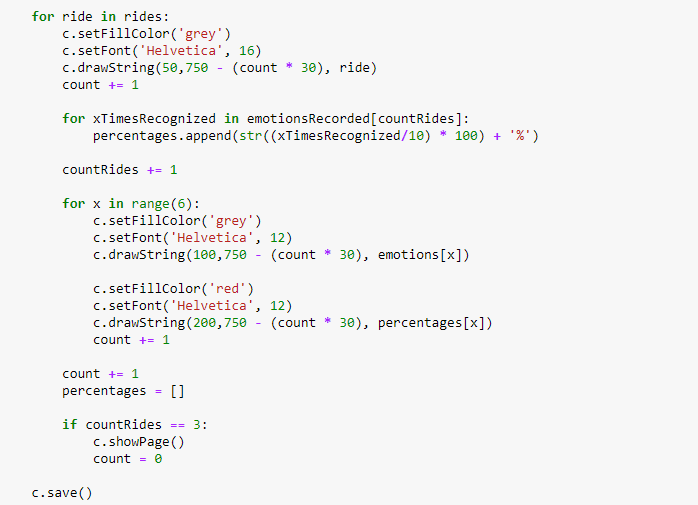 for ride in rides:
    c.setFillColor('grey')
    c.setFont('Helvetica', 16)
    c.drawString(50,750 - (count * 30), ride)
    count += 1

    for xTimesRecognized in emotionsRecorded[countRides]:
        percentages.append(str((xTimesRecognized/10) * 100) + '%')

    countRides += 1

    for x in range(6):
        c.setFillColor('grey')
        c.setFont('Helvetica', 12)
        c.drawString(100,750 - (count * 30), emotions[x])

        c.setFillColor('red')
        c.setFont('Helvetica', 12)
        c.drawString(200,750 - (count * 30), percentages[x])
        count += 1

    count += 1
    percentages = []

    if countRides == 3:
        c.showPage()
        count = 0

c.save()